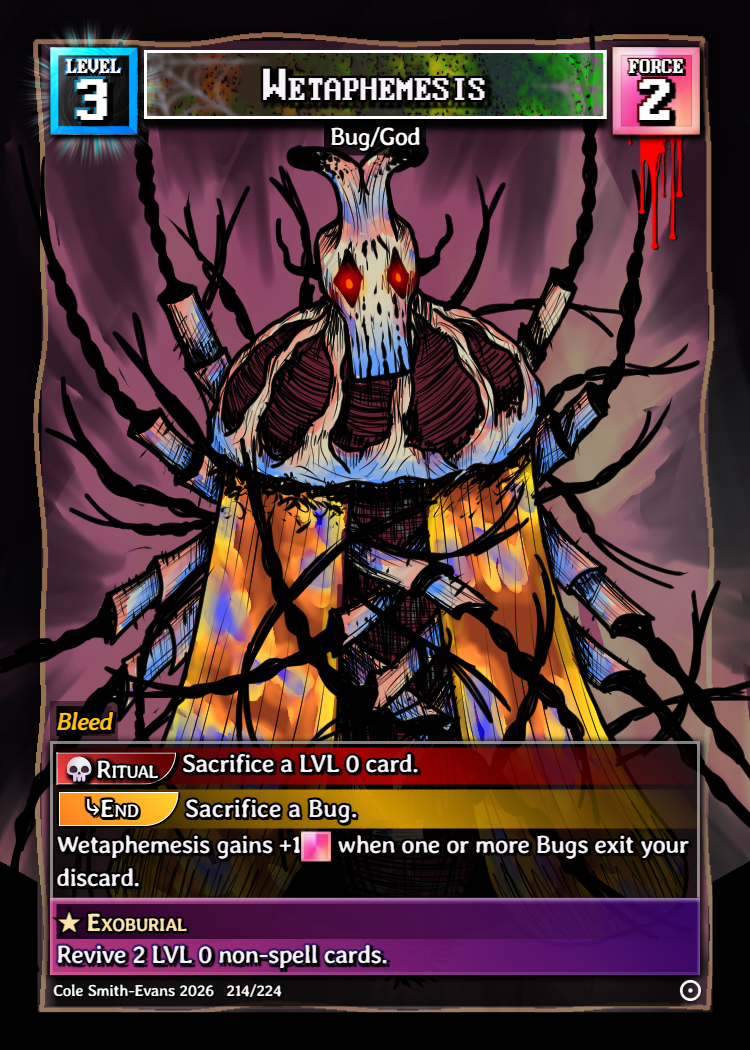 LEVEL
3
WETAPHEMESIS
FORCE
2
Bug/God
Bleed
RITUAL Sacrifice a LVL 0 card.
↳END Sacrifice a Bug.
Wetaphemesis gains +1 when one or more Bugs exit your
discard.
★ EXOBURIAL
Revive 2 LVL 0 non-spell cards.
Cole Smith-Evans 2026 214/224